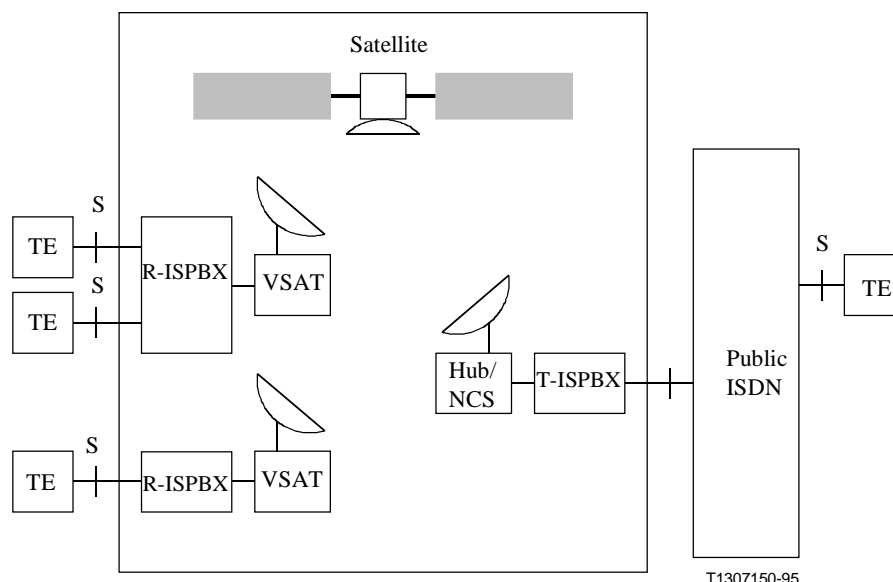 Satellite
S
TE
R-ISPBX
VSAT
S
TE
S
TE
R-ISPBX
VSAT
Hub/
NCS
T-ISPBX
Public
ISDN
S
TE
T1307150-95